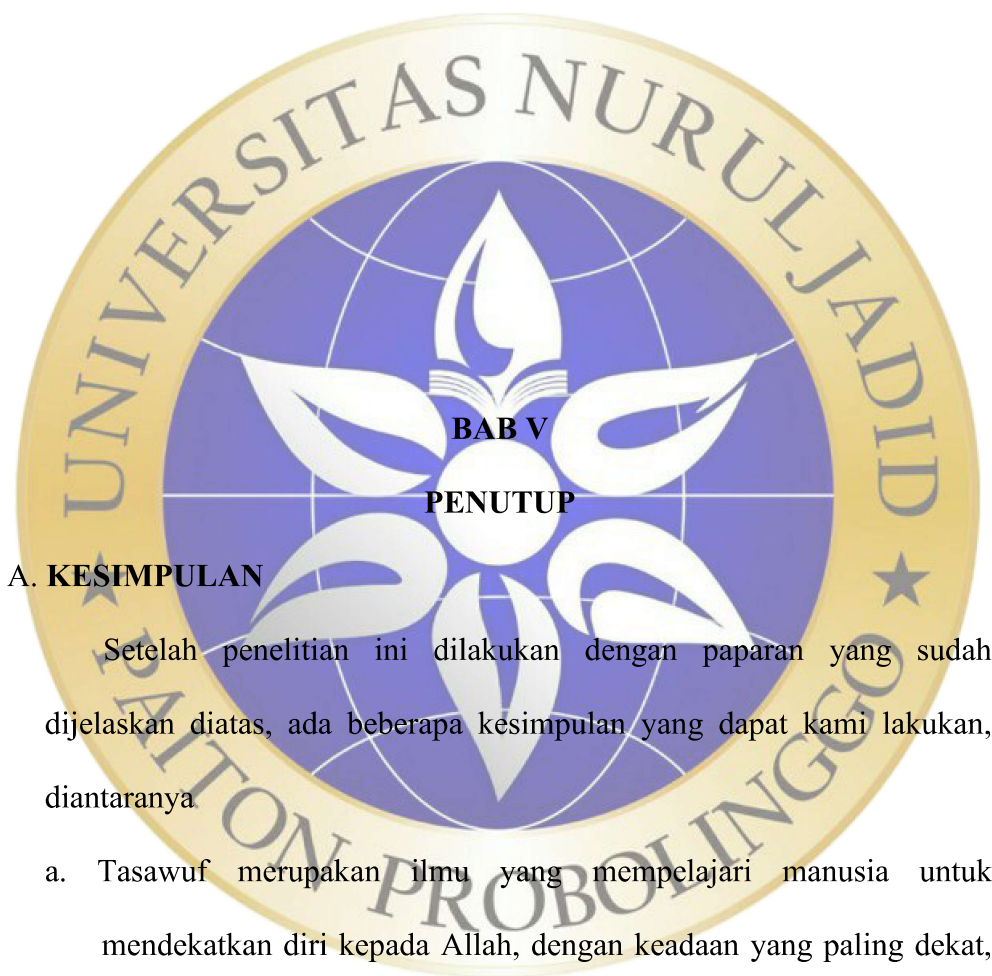 UNIVERSITAS NURUL JADID
BAB V
PENUTUP
A. KESIMPULAN
Setelah penelitian ini dilakukan dengan paparan yang sudah
dijelaskan diatas, ada beberapa kesimpulan yang dapat kami lakukan,
diantaranya
a. Tasawuf merupakan ilmu yang mempelajari manusia untuk
mendekatkan diri kepada Allah, dengan keadaan yang paling dekat,
PAITON PROBOLINGGO